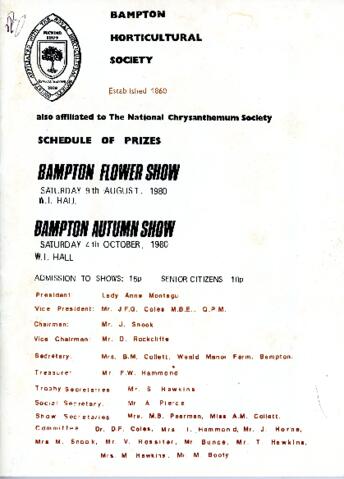 BAMPTON
HORTICULTURAL
SOCIETY
Established 1860
also affiliated to The National Chrysanthemum Society
SCHEDULE OF PRIZES
BAMPTON FLOWER SHOW
SATURDAY 9th AUGUST, 1980
W.I. HALL
BAMPTON AUTUMN SHOW
SATURDAY 4th OCTOBER, 1980
W.I. HALL
ADMISSION TO SHOWS: 15p SENIOR CITIZENS 10p
President: Lady Anne Montagu
Vice President: Mr. J.F.G. Coles M.B.E., Q.P.M.
Chairman: Mr. J. Snook
Vice Chairman: Mr. D. Rockcliffe
Secretary: Mrs. B.M. Collett, Weald Manor Farm, Bampton.
Treasurer: Mr F.W. Hammond
Trophy Secretaries Mr. S Hawkins
Social Secretary. Mr A Pierce
Show Secretaries Mrs. M.B. Pearman, Miss A.M. Collett.
Committee Dr. D.F. Coles, Mrs I. Hammond, Mr. J Horne,
Mrs M. Snook, Mr. V. Rossiter, Mr Bunce, Mr. T Hawkins,
Mrs. M Hawkins, Mr M Booty